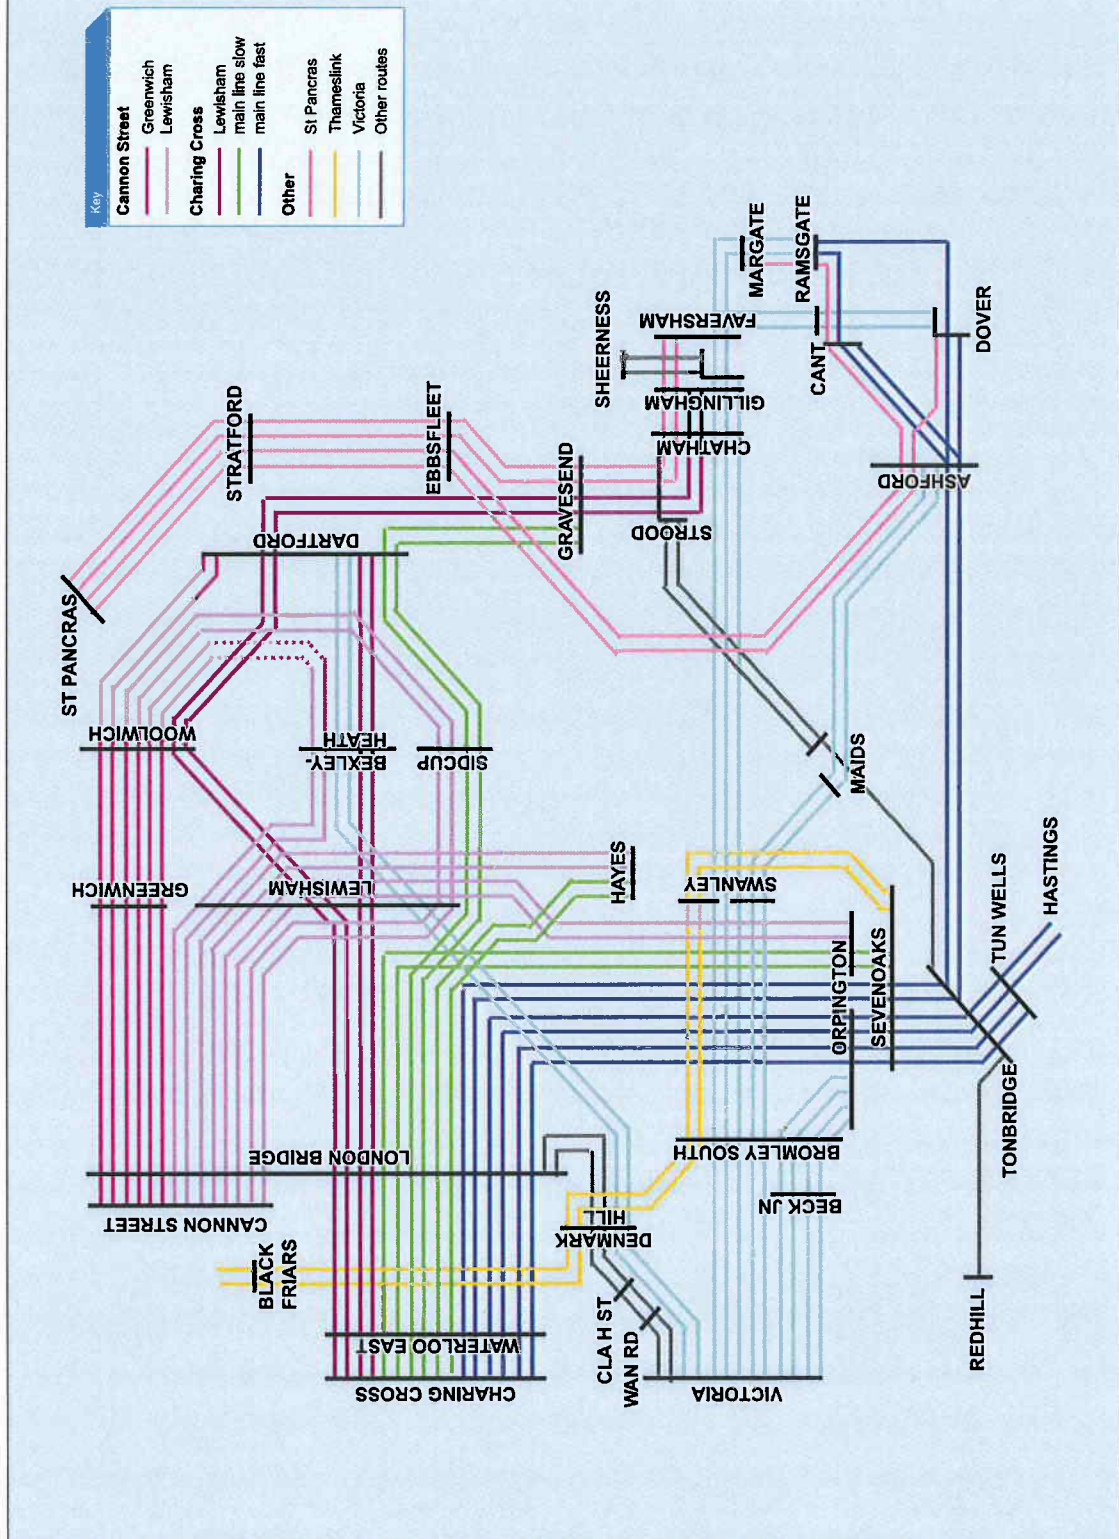 Key
Cannon Street
Greenwich
Lewisham
Charing Cross
Lewisham
main line slow
main line fast
Other
St Pancras
Thameslink
Victoria
Other routes
ST PANCRAS
STRATFORD
EBBSFLEET
DARTFORD
GRAVESEND
STROOD
CHATHAM
GILLINGHAM
SHEERNESS
FAVERSHAM
MARGATE
RAMSGATE
CANT
DOVER
ASHFORD
WOOLWICH
BEXLEY-
HEATH
SIDCUP
GREENWICH
LEWISHAM
HAYES
SWANLEY
MAIDS
ORPINGTON
SEVENOAKS
TUN WELLS
HASTINGS
TONBRIDGE
REDHILL
LONDON BRIDGE
CANNON STREET
BLACK
FRIARS
DENMARK
HILL
BROMLEY SOUTH
BECK JN
WATERLOO EAST
CHARING CROSS
CLA H ST
WAN RD
VICTORIA